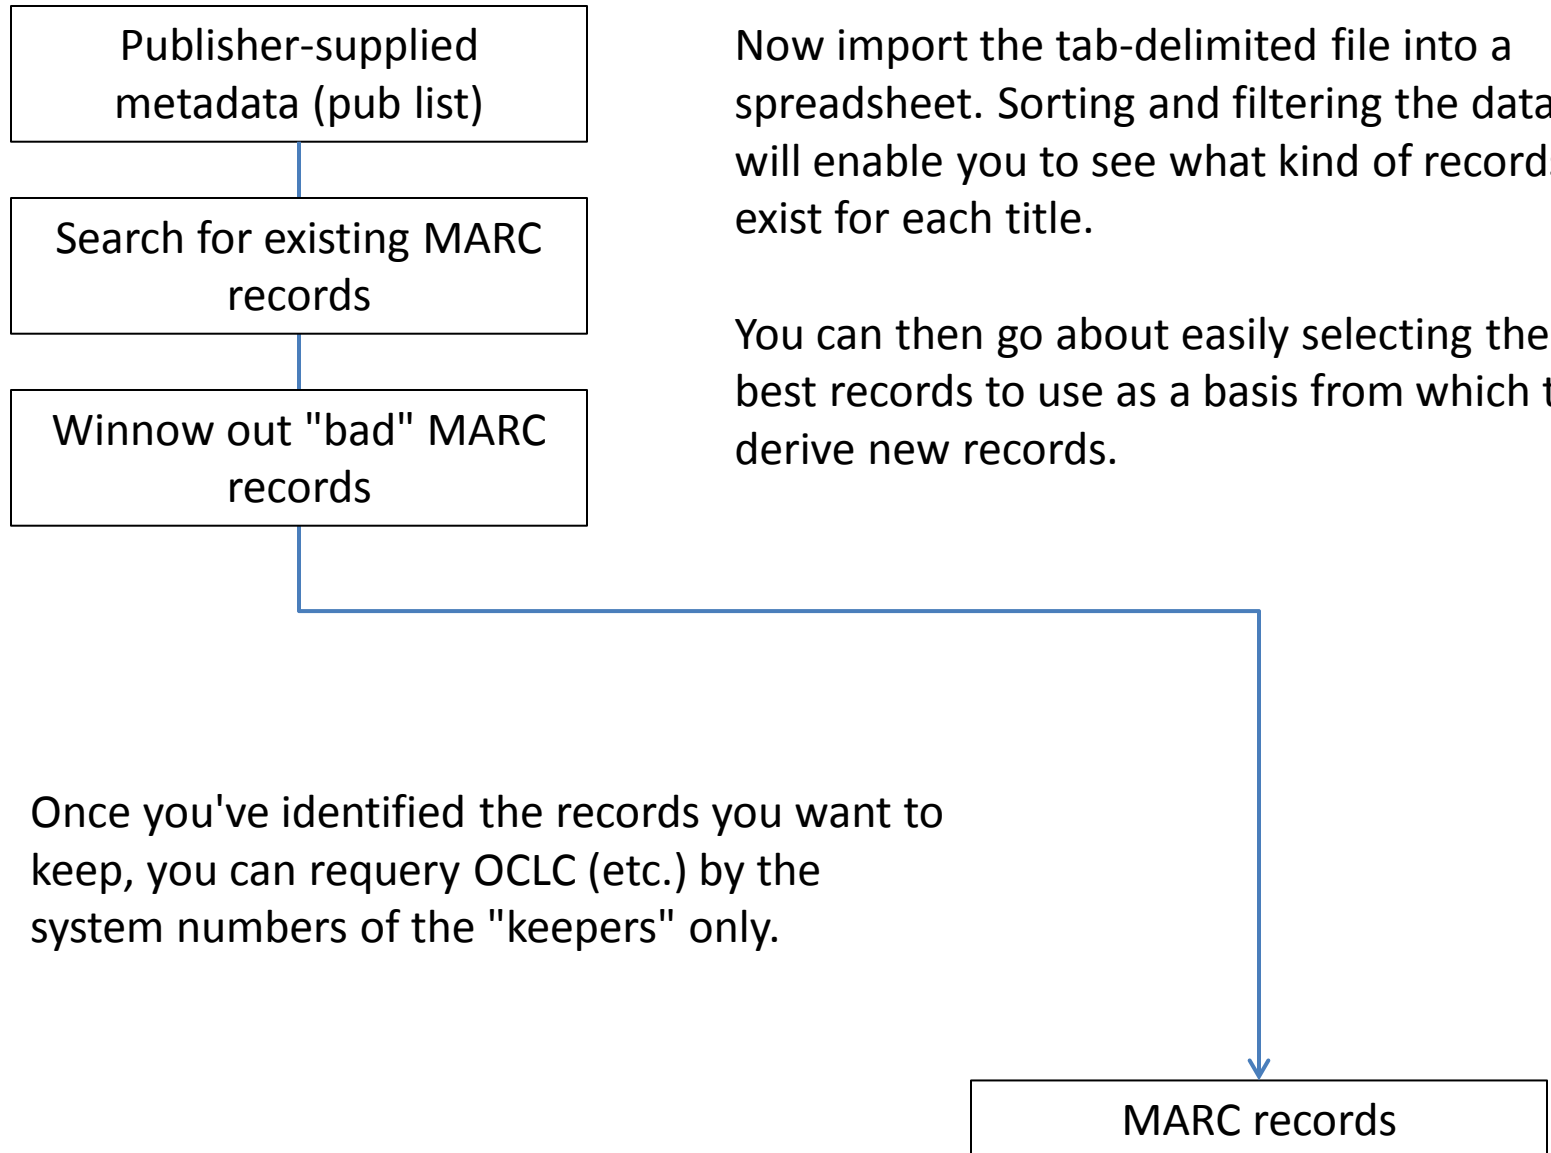 Publisher-supplied
metadata (pub list)
Search for existing MARC
records
Winnow out "bad" MARC
records
Now import the tab-delimited file into a
spreadsheet. Sorting and filtering the data
will enable you to see what kind of records
exist for each title.
You can then go about easily selecting the
best records to use as a basis from which
derive new records.
Once you've identified the records you want to
keep, you can requery OCLC (etc.) by the
system numbers of the "keepers" only.
MARC records